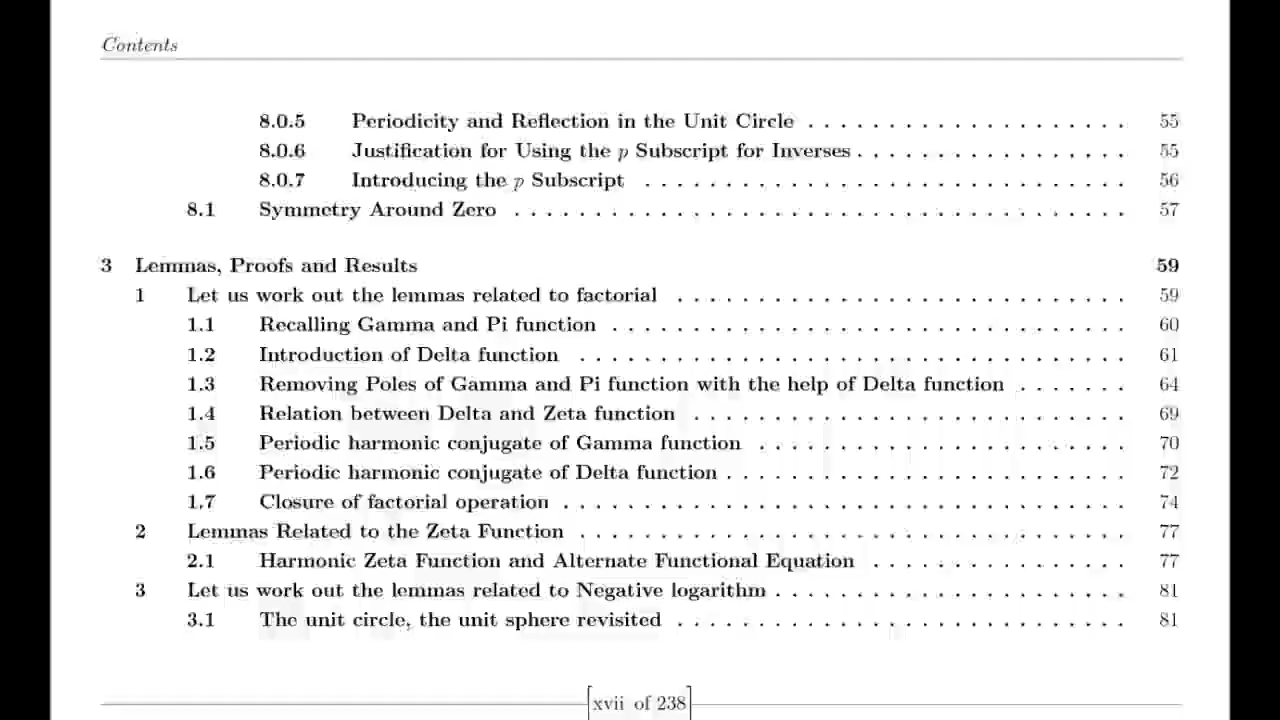 Contents
8.0.5 Periodicity and Reflection in the Unit Circle . . . . . . . . . . . . . . . . . . . . 55
8.0.6 Justification for Using the p Subscript for Inverses . . . . . . . . . . . . . . . . . 55
8.0.7 Introducing the p Subscript . . . . . . . . . . . . . . . . . . . . . . . . . . . . . . 56
8.1 Symmetry Around Zero . . . . . . . . . . . . . . . . . . . . . . . . . . . . . . . . . . . . . . 57
3 Lemmas, Proofs and Results 59
1 Let us work out the lemmas related to factorial . . . . . . . . . . . . . . . . . . . . . . . . . . . . 59
1.1 Recalling Gamma and Pi function . . . . . . . . . . . . . . . . . . . . . . . . . . . . . . . . 60
1.2 Introduction of Delta function . . . . . . . . . . . . . . . . . . . . . . . . . . . . . . . . . . 61
1.3 Removing Poles of Gamma and Pi function with the help of Delta function . . . . . . . 64
1.4 Relation between Delta and Zeta function . . . . . . . . . . . . . . . . . . . . . . . . . . . 69
1.5 Periodic harmonic conjugate of Gamma function . . . . . . . . . . . . . . . . . . . . . . . 70
1.6 Periodic harmonic conjugate of Delta function . . . . . . . . . . . . . . . . . . . . . . . . . 72
1.7 Closure of factorial operation . . . . . . . . . . . . . . . . . . . . . . . . . . . . . . . . . . . 74
2 Lemmas Related to the Zeta Function . . . . . . . . . . . . . . . . . . . . . . . . . . . . . . . . . . 77
2.1 Harmonic Zeta Function and Alternate Functional Equation . . . . . . . . . . . . . . . . 77
3 Let us work out the lemmas related to Negative logarithm . . . . . . . . . . . . . . . . . . . . . . 81
3.1 The unit circle, the unit sphere revisited . . . . . . . . . . . . . . . . . . . . . . . . . . . . 81
[xvii of 238]